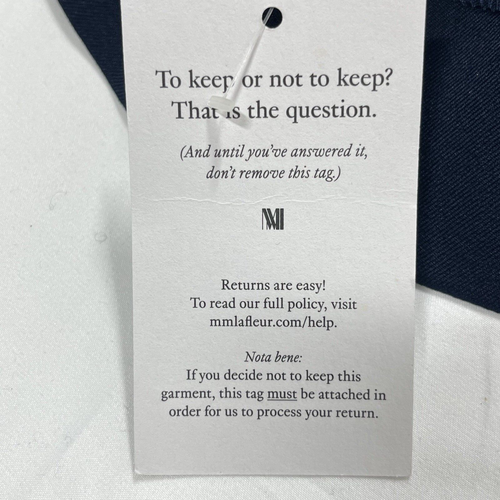 To keep or not to keep?
That is the question.
(And until you've answered it,
don't remove this tag.)
MM
Returns are easy!
To read our full policy, visit
mmlafleur.com/help.
Nota bene:
If you decide not to keep this
garment, this tag must be attached in
order for us to process your return.